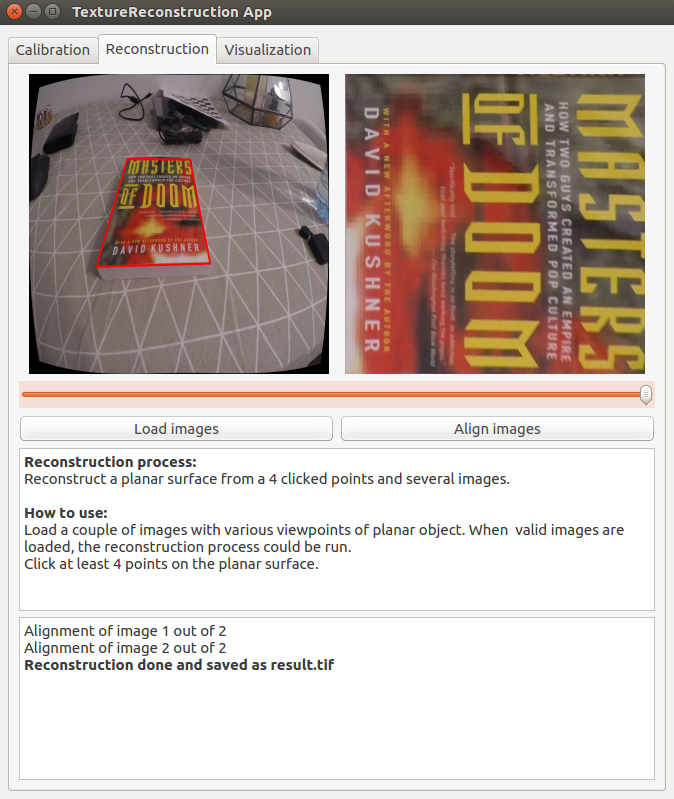 TextureReconstruction App
Calibration
Reconstruction
Visualization
MASTERS
OF DOOM
DAVID KUSHNER
MASTERS
HOW TWO GUYS CREATED AN EMPIRE
AND TRANSFORMED POP CULTURE
OF DOOM
WITH A NEW AFTERWORD BY THE AUTHOR
DAVID KUSHNER
Load images
Align images
Reconstruction process:
Reconstruct a planar surface from a 4 clicked points and several images.
How to use:
Load a couple of images with various viewpoints of planar object. When valid images are
loaded, the reconstruction process could be run.
Click at least 4 points on the planar surface.
Alignment of image 1 out of 2
Alignment of image 2 out of 2
Reconstruction done and saved as result.tif